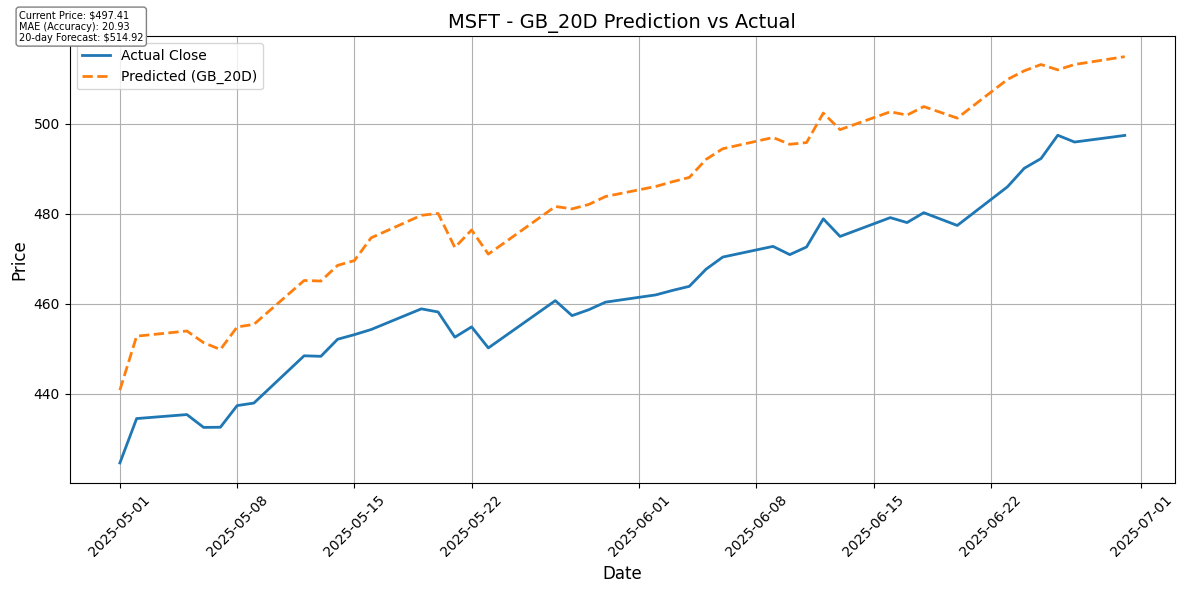 MSFT - GB_20D Prediction vs Actual
Current Price: $497.41
MAE (Accuracy): 20.93
20-day Forecast: $514.92
Actual Close
Predicted (GB_20D)
Price
500
480
460
440
2025-05-01
2025-05-08
2025-05-15
2025-05-22
2025-06-01
2025-06-08
2025-06-15
2025-06-22
2025-07-01
Date